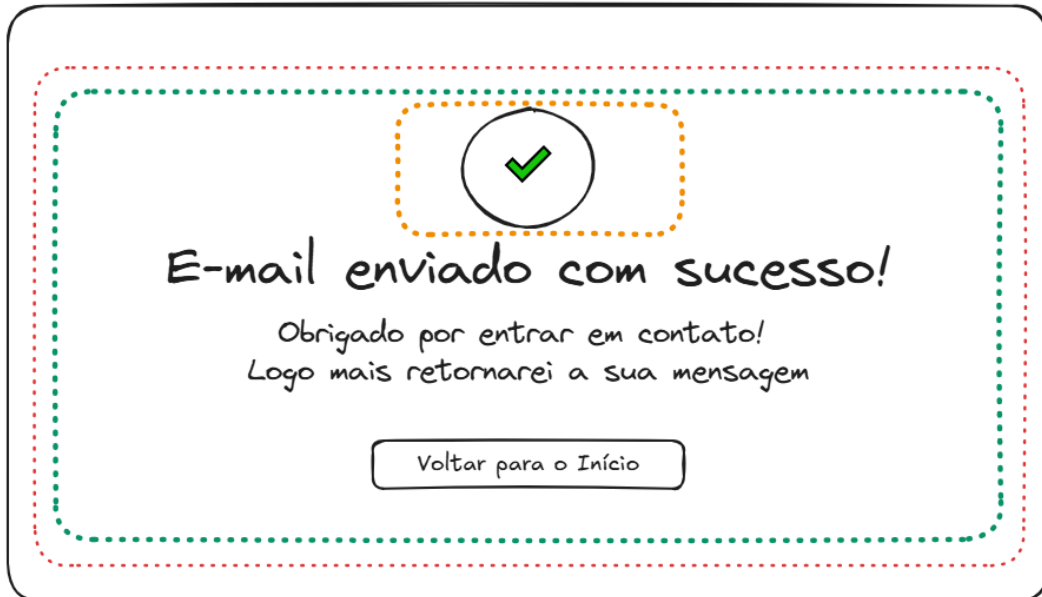 E-mail enviado com sucesso!
Obrigado por entrar em contato!
Logo mais retornarei a sua mensagem
Voltar para o Início